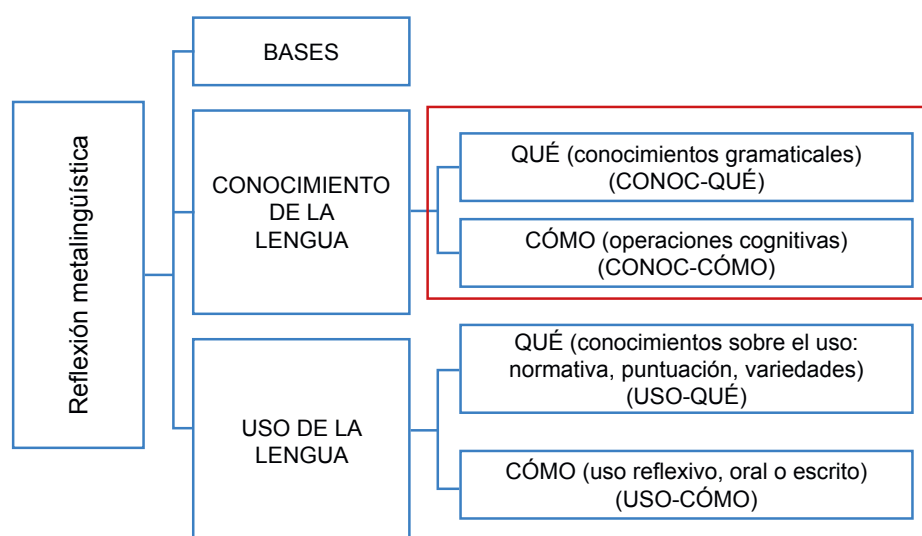 Reflexión metalingüística
BASES
CONOCIMIENTO
DE LA
LENGUA
QUÉ (conocimientos gramaticales)
(CONOC-QUÉ)
CÓMO (operaciones cognitivas)
(CONOC-CÓMO)
USO DE LA
LENGUA
QUÉ (conocimientos sobre el uso:
normativa, puntuación, variedades)
(USO-QUÉ)
CÓMO (uso reflexivo, oral o escrito)
(USO-CÓMO)